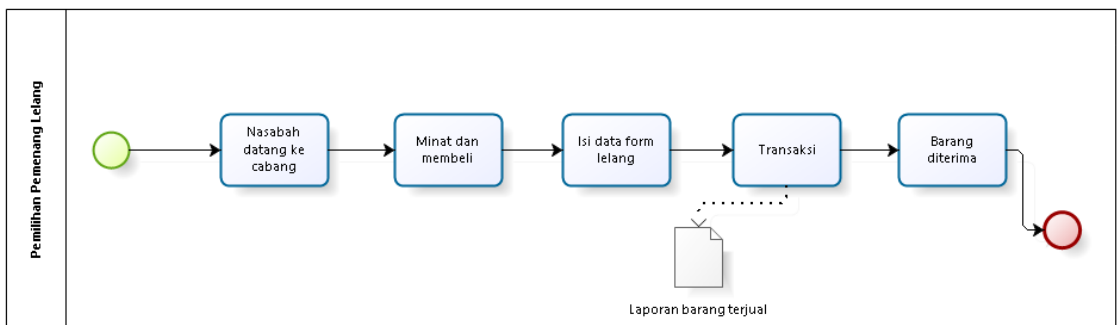 Pemilihan Pemenang Lelang
Nasabah
datang ke
cabang
Minat dan
membeli
Isi data form
lelang
Transaksi
Barang
diterima
Laporan barang terjual